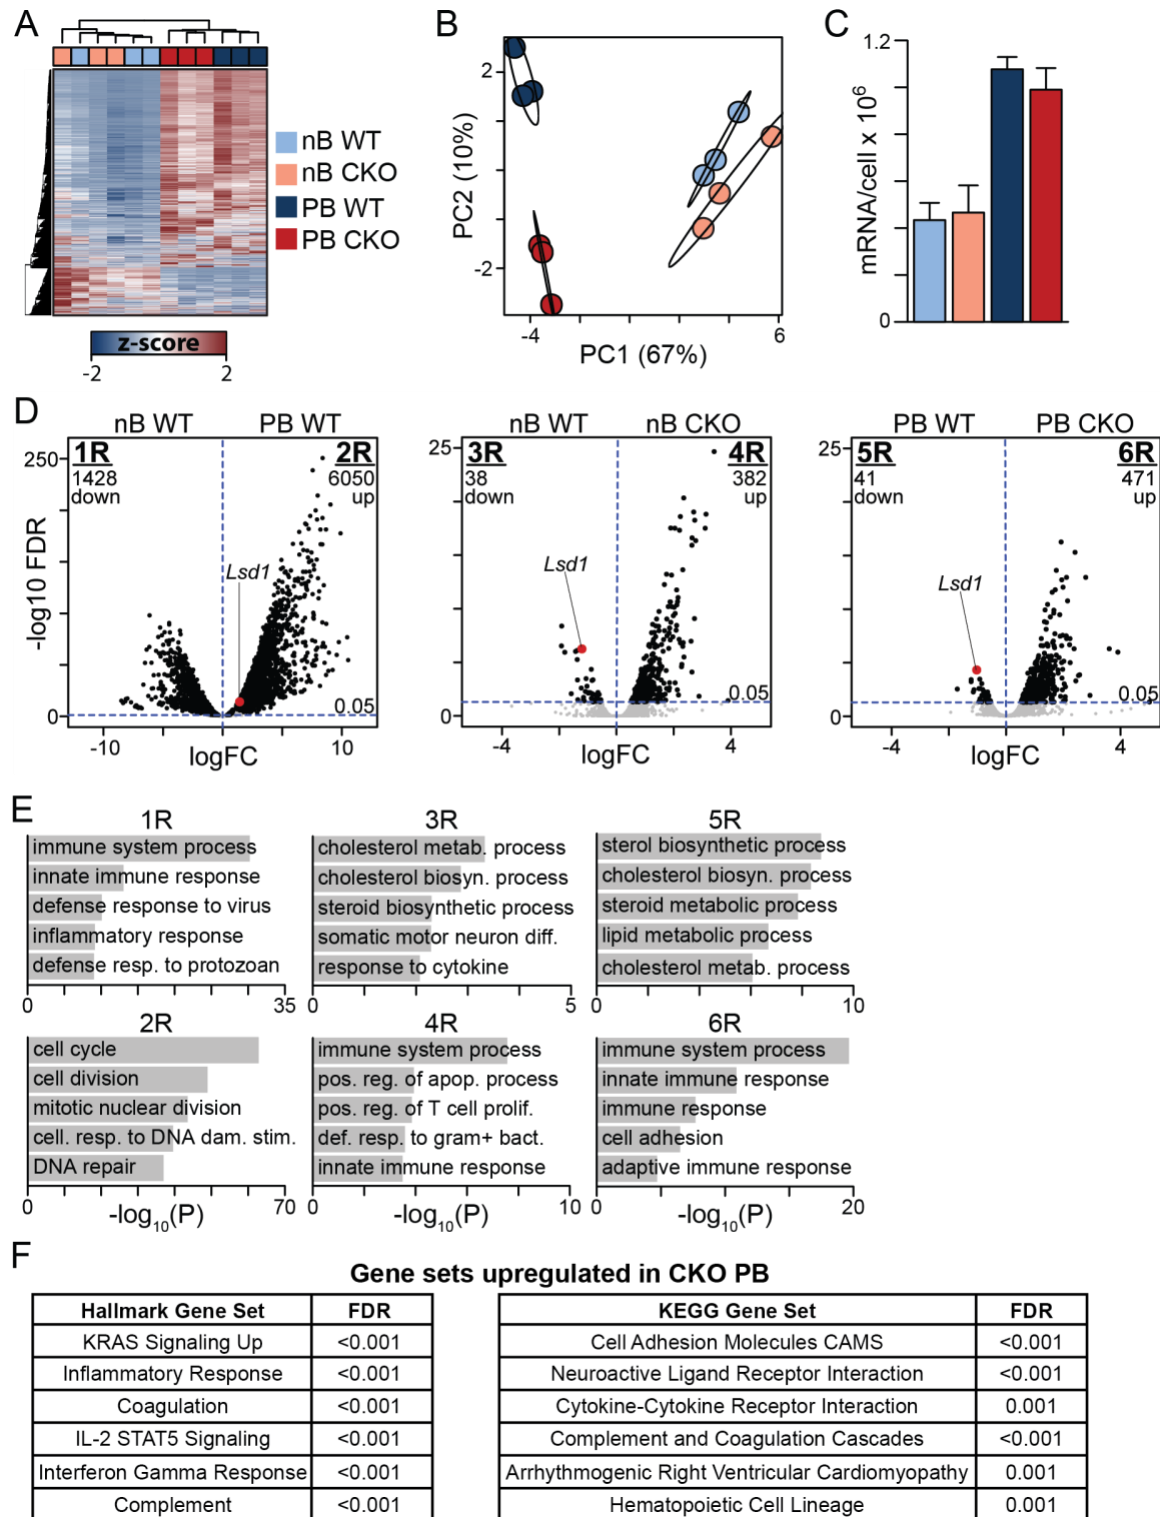 A
B
C
nB WT
nB CKO
PB WT
PB CKO
z-score
-2
2
PC2 (10%)
2
-2
-4
6
PC1 (67%)
mRNA/cell x 10^6
1.2
0
D
nB WT
PB WT
1R
1428
down
2R
6050
up
250
0
-log10 FDR
Lsd1
0.05
-10
10
logFC
nB WT
nB CKO
3R
38
down
4R
382
up
25
0
Lsd1
0.05
-4
4
logFC
PB WT
PB CKO
5R
41
down
6R
471
up
25
0
Lsd1
0.05
-4
4
logFC
E
1R
immune system process
innate immune response
defense response to virus
inflammatory response
defense resp. to protozoan
0
35
3R
cholesterol metab. process
cholesterol biosyn. process
steroid biosynthetic process
somatic motor neuron diff.
response to cytokine
0
5
5R
sterol biosynthetic process
cholesterol biosyn. process
steroid metabolic process
lipid metabolic process
cholesterol metab. process
0
10
2R
cell cycle
cell division
mitotic nuclear division
cell. resp. to DNA dam. stim.
DNA repair
0
70
-log10(P)
4R
immune system process
pos. reg. of apop. process
pos. reg. of T cell prolif.
def. resp. to gram+ bact.
innate immune response
0
10
-log10(P)
6R
immune system process
innate immune response
immune response
cell adhesion
adaptive immune response
0
20
-log10(P)
F
Gene sets upregulated in CKO PB
Hallmark Gene Set FDR
KRAS Signaling Up <0.001
Inflammatory Response <0.001
Coagulation <0.001
IL-2 STAT5 Signaling <0.001
Interferon Gamma Response <0.001
Complement <0.001
KEGG Gene Set FDR
Cell Adhesion Molecules CAMS <0.001
Neuroactive Ligand Receptor Interaction <0.001
Cytokine-Cytokine Receptor Interaction 0.001
Complement and Coagulation Cascades <0.001
Arrhythmogenic Right Ventricular Cardiomyopathy 0.001
Hematopoietic Cell Lineage 0.001